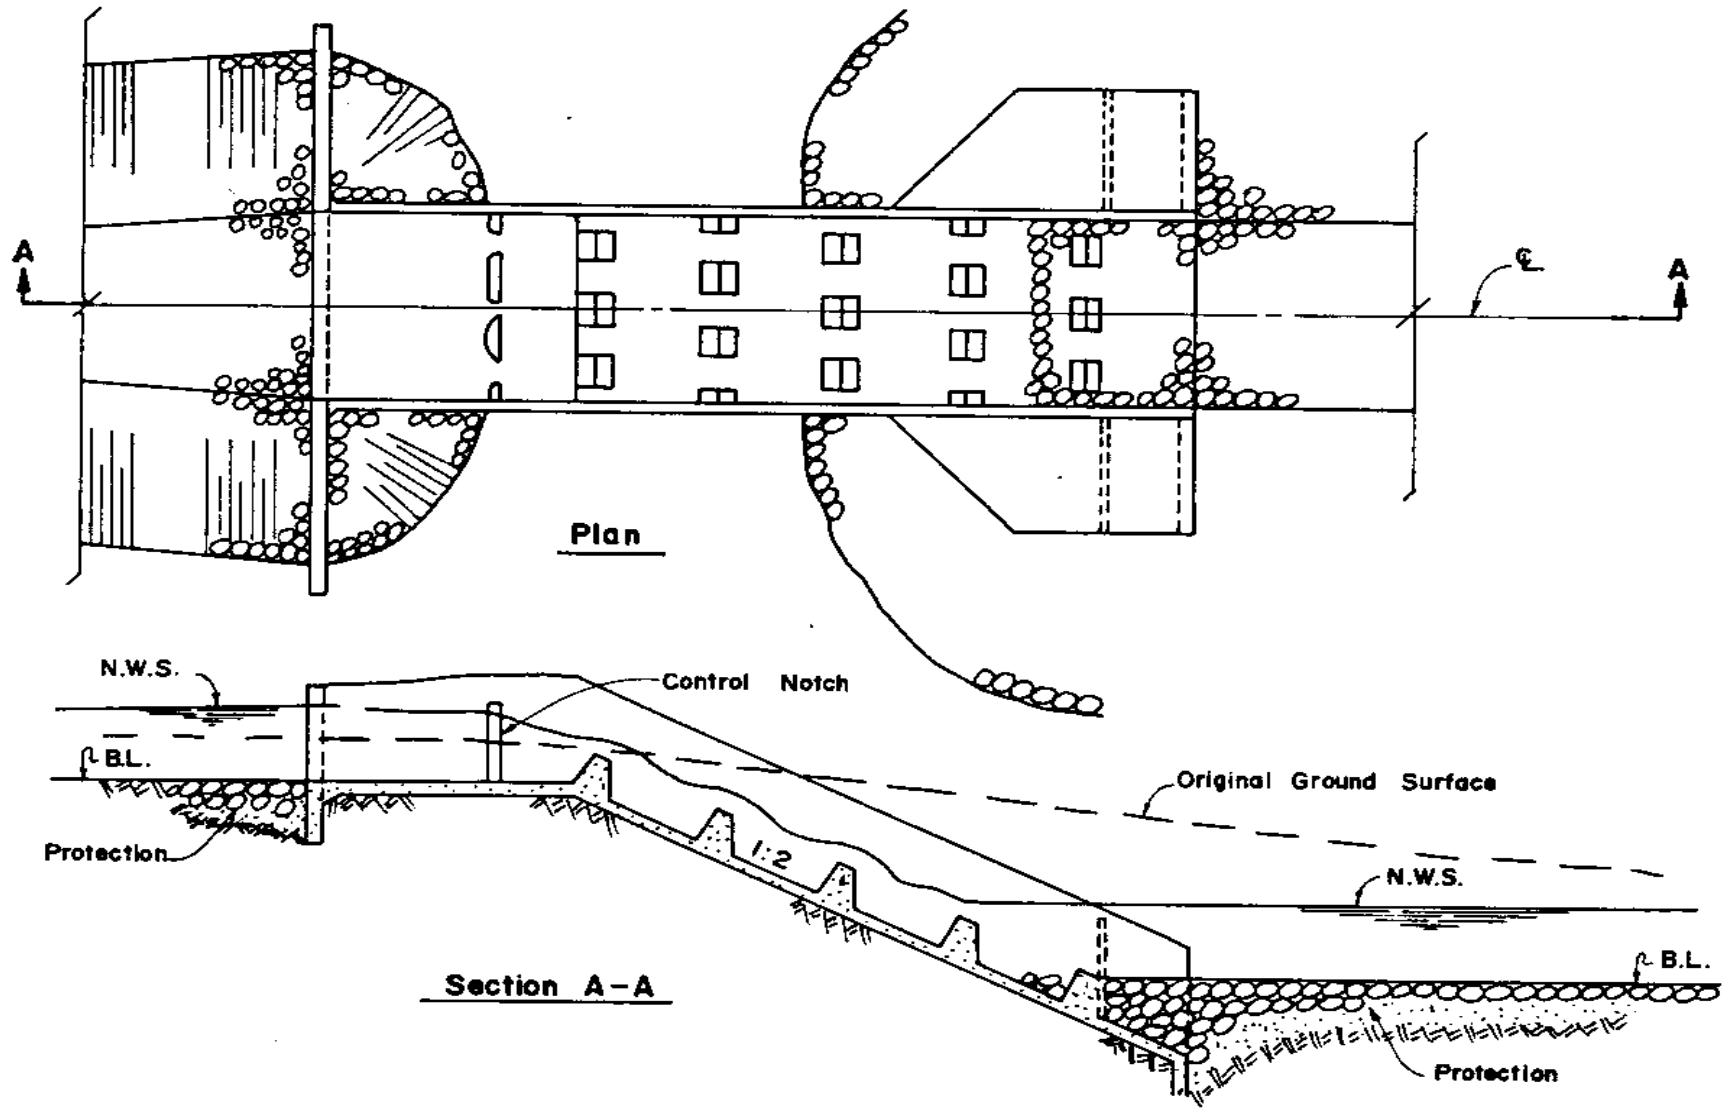 A
℄
A
Plan
N.W.S.
Control Notch
B.L.
Original Ground Surface
Protection
1:2
N.W.S.
B.L.
Section A-A
Protection